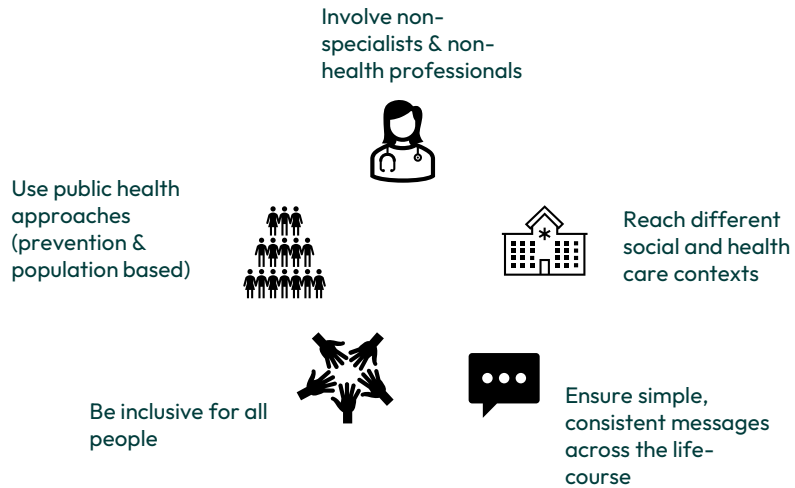 Involve non-
specialists & non-
health professionals
Use public health
approaches
(prevention &
population based)
Reach different
social and health
care contexts
Be inclusive for all
people
Ensure simple,
consistent messages
across the life-
course